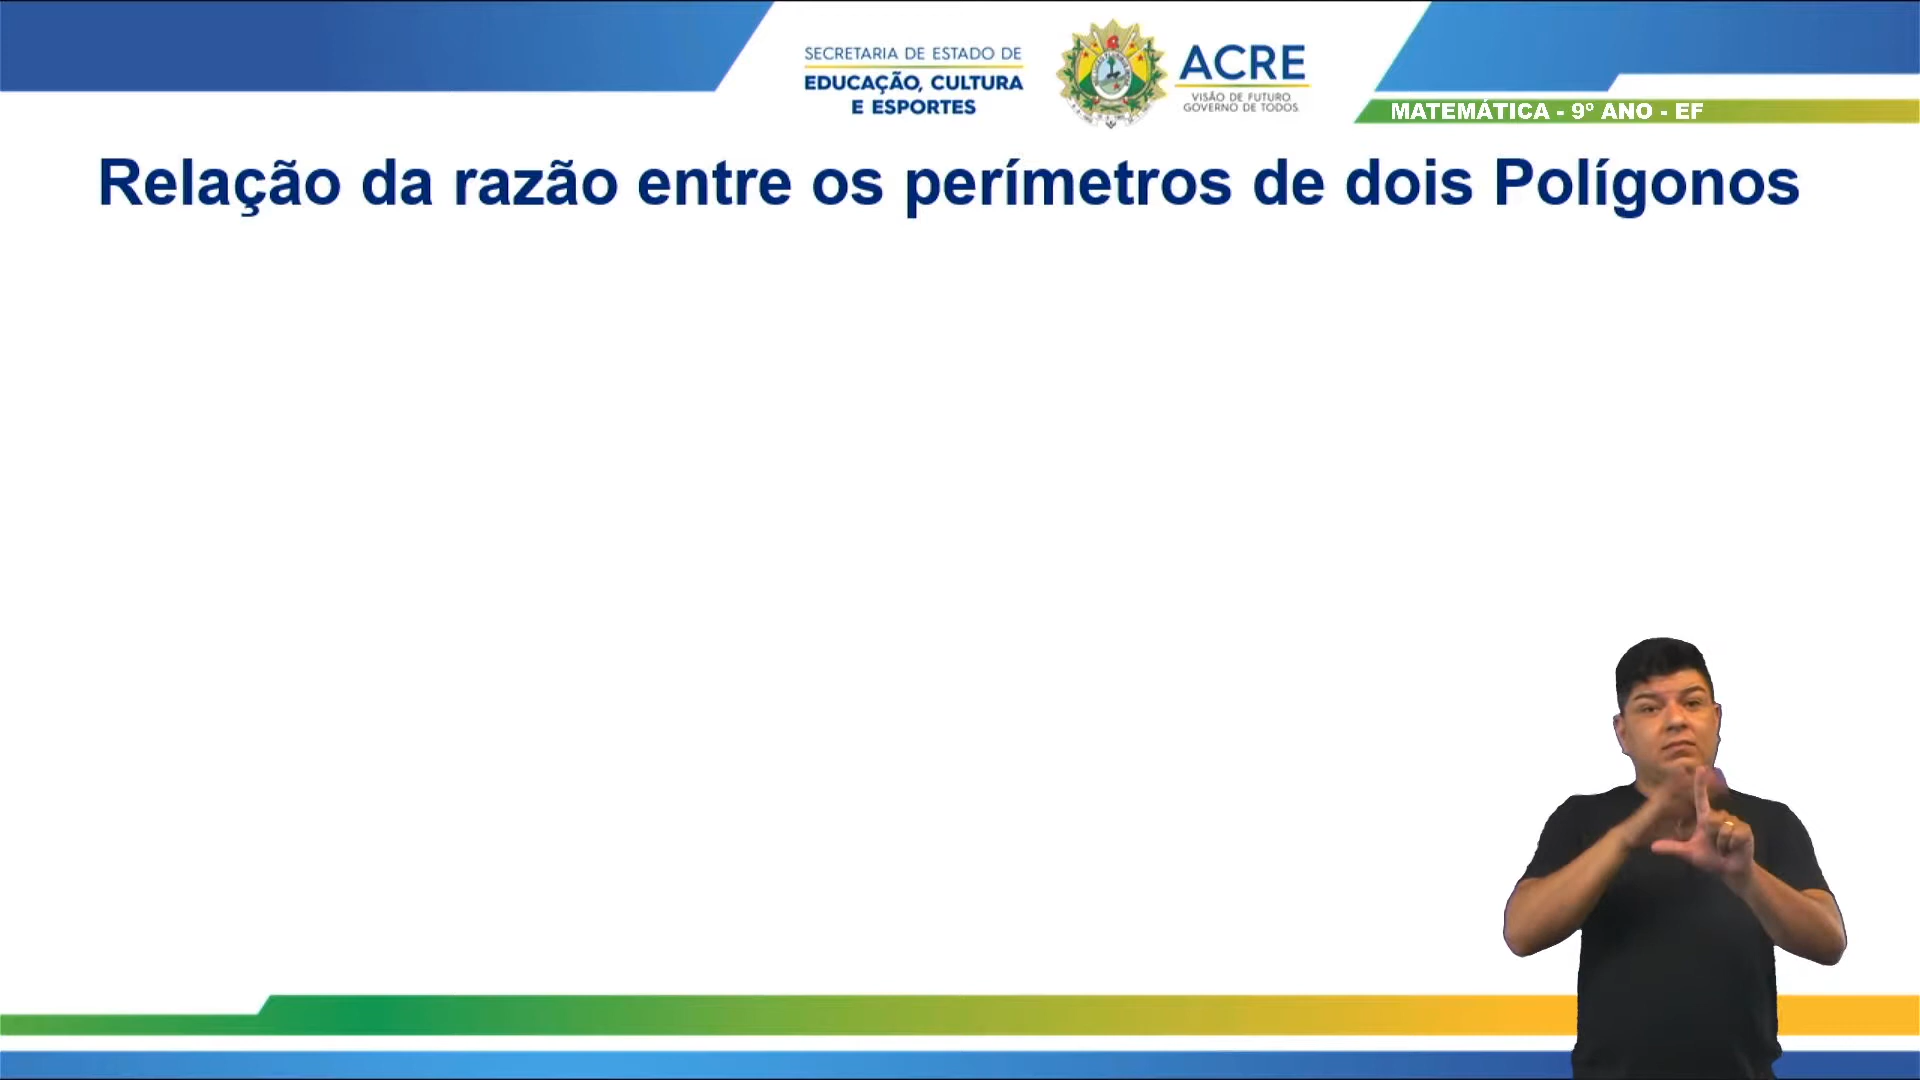 SECRETARIA DE ESTADO DE
EDUCAÇÃO, CULTURA
E ESPORTES
ACRE
VISÃO DE FUTURO
GOVERNO DE TODOS
MATEMÁTICA - 9º ANO - EF
Relação da razão entre os perímetros de dois Polígonos